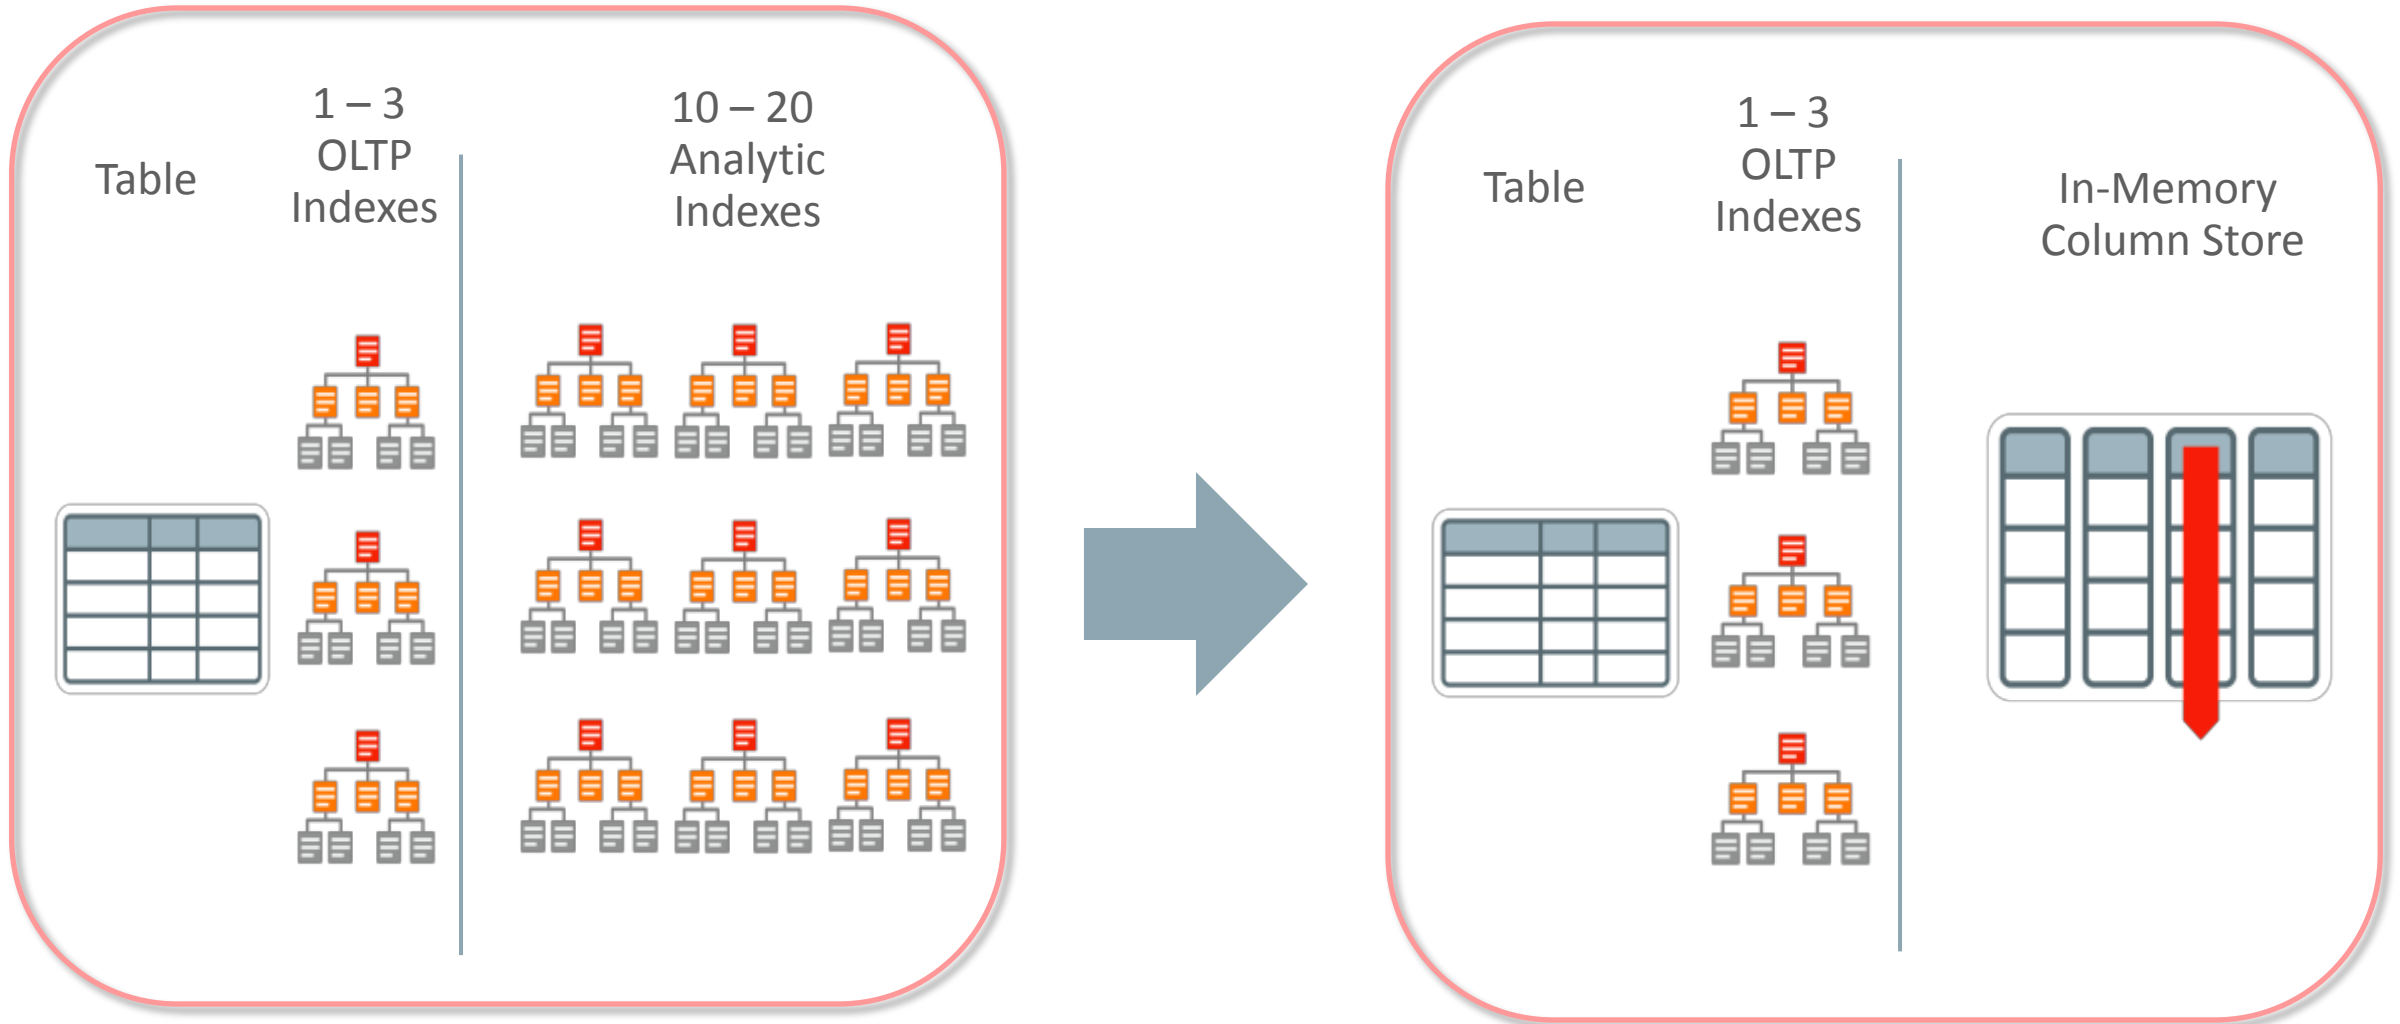 Table
1 – 3
OLTP
Indexes
10 – 20
Analytic
Indexes
Table
1 – 3
OLTP
Indexes
In-Memory
Column Store